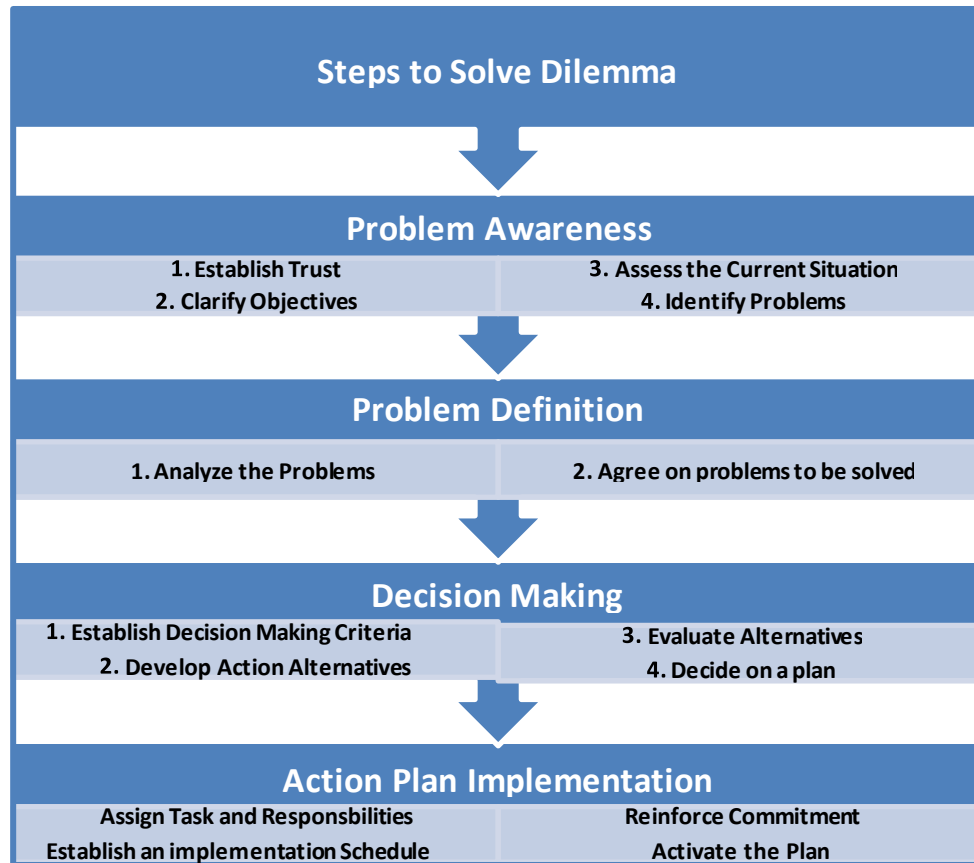 Steps to Solve Dilemma
Problem Awareness
1. Establish Trust
2. Clarify Objectives
3. Assess the Current Situation
4. Identify Problems
Problem Definition
1. Analyze the Problems
2. Agree on problems to be solved
Decision Making
1. Establish Decision Making Criteria
2. Develop Action Alternatives
3. Evaluate Alternatives
4. Decide on a plan
Action Plan Implementation
Assign Task and Responsbilities
Establish an implementation Schedule
Reinforce Commitment
Activate the Plan